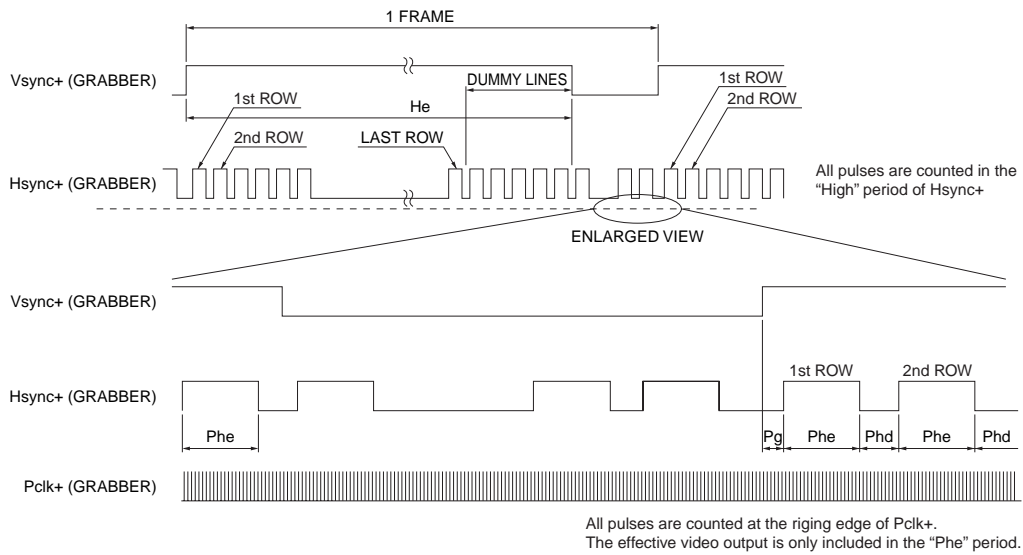 1 FRAME
Vsync+ (GRABBER)
DUMMY LINES
1st ROW
2nd ROW
1st ROW
He
2nd ROW
LAST ROW
Hsync+ (GRABBER)
All pulses are counted in the
“High” period of Hsync+
ENLARGED VIEW
Vsync+ (GRABBER)
1st ROW
2nd ROW
Hsync+ (GRABBER)
Phe
Pg
Phe
Phd
Phe
Phd
Pclk+ (GRABBER)
All pulses are counted at the riging edge of Pclk+.
The effective video output is only included in the “Phe” period.